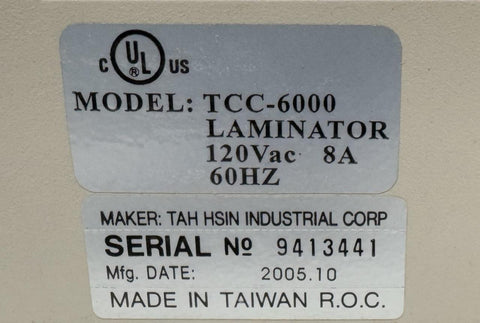 c UL US
MODEL: TCC-6000
LAMINATOR
120Vac 8A
60HZ
MAKER: TAH HSIN INDUSTRIAL CORP
SERIAL No 9413441
Mfg. DATE: 2005.10
MADE IN TAIWAN R.O.C.